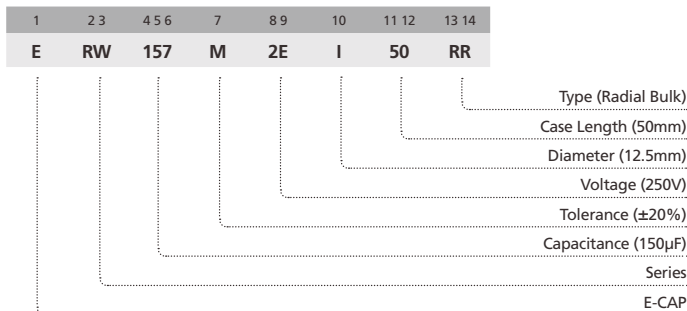 1 2 3 4 5 6 7 8 9 10 11 12 13 14
E RW 157 M 2E I 50 RR
Type (Radial Bulk)
Case Length (50mm)
Diameter (12.5mm)
Voltage (250V)
Tolerance (±20%)
Capacitance (150µF)
Series
E-CAP